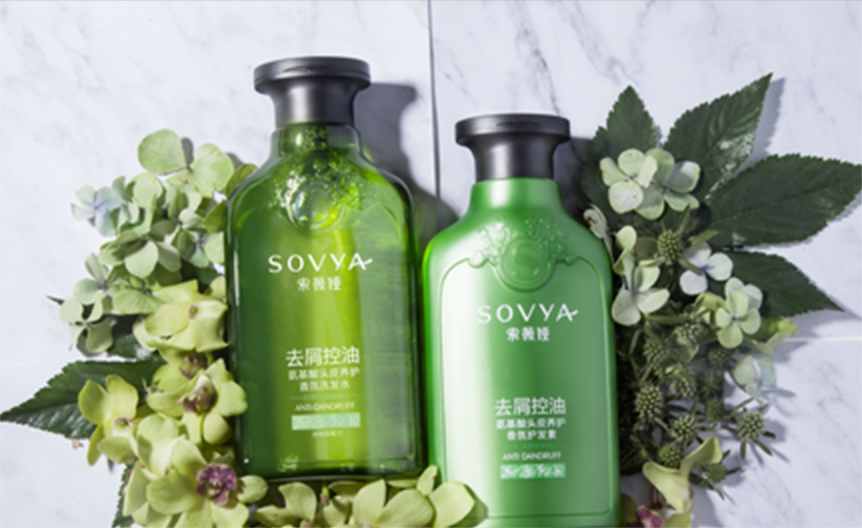 SOVYA
索薇娅
去屑控油
氨基酸头皮养护
香氛洗发水
ANTI-DANDRUFF
SOVYA
索薇娅
去屑控油
氨基酸头皮养护
香氛护发素
ANTI DANDRUFF